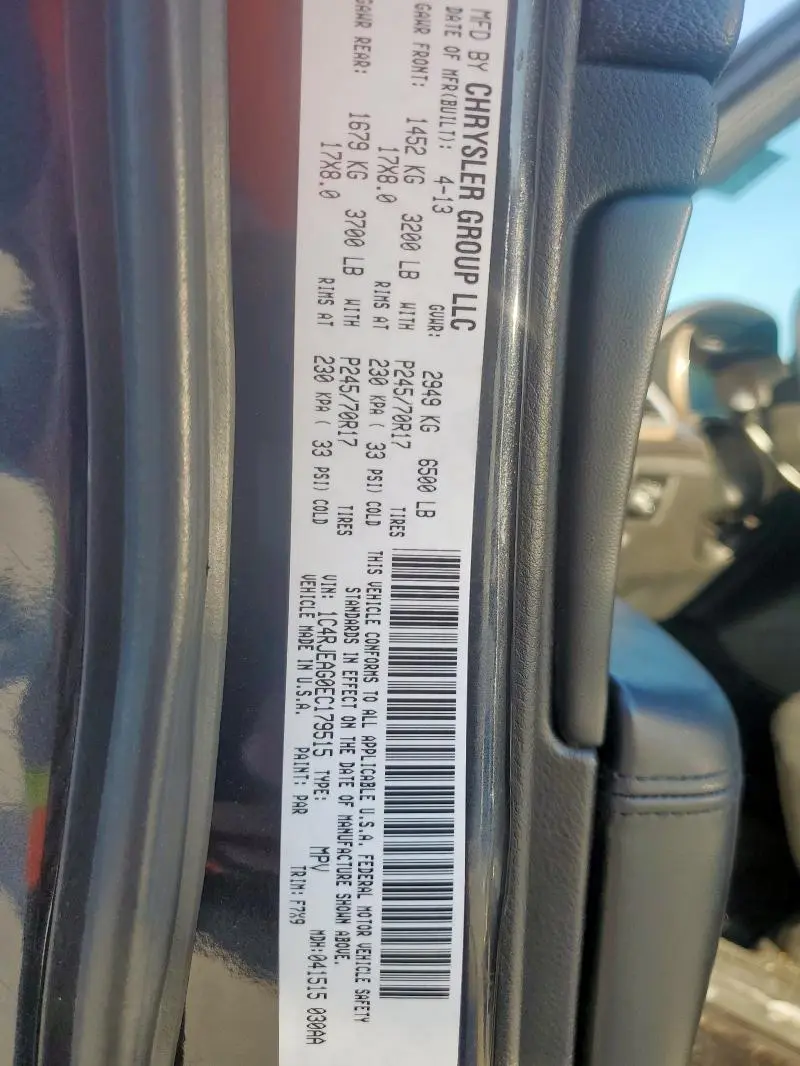 MFD BY CHRYSLER GROUP LLC
DATE OF MFR(BUILT): 4-13 GVWR: 2949 KG 6500 LB
GAWR FRONT: 1452 KG 3200 LB WITH P245/70R17 TIRES
17X8.0 RIMS AT 230 KPA ( 33 PSI) COLD
GAWR REAR: 1679 KG 3700 LB WITH P245/70R17 TIRES
17X8.0 RIMS AT 230 KPA ( 33 PSI) COLD
THIS VEHICLE CONFORMS TO ALL APPLICABLE U.S.A. FEDERAL MOTOR VEHICLE SAFETY
STANDARDS IN EFFECT ON THE DATE OF MANUFACTURE SHOWN ABOVE.
VIN: 1C4RJEAG0EC179515 TYPE: MPV MDH:041515 030AA
VEHICLE MADE IN U.S.A. PAINT: PAR TRIM: F7X9